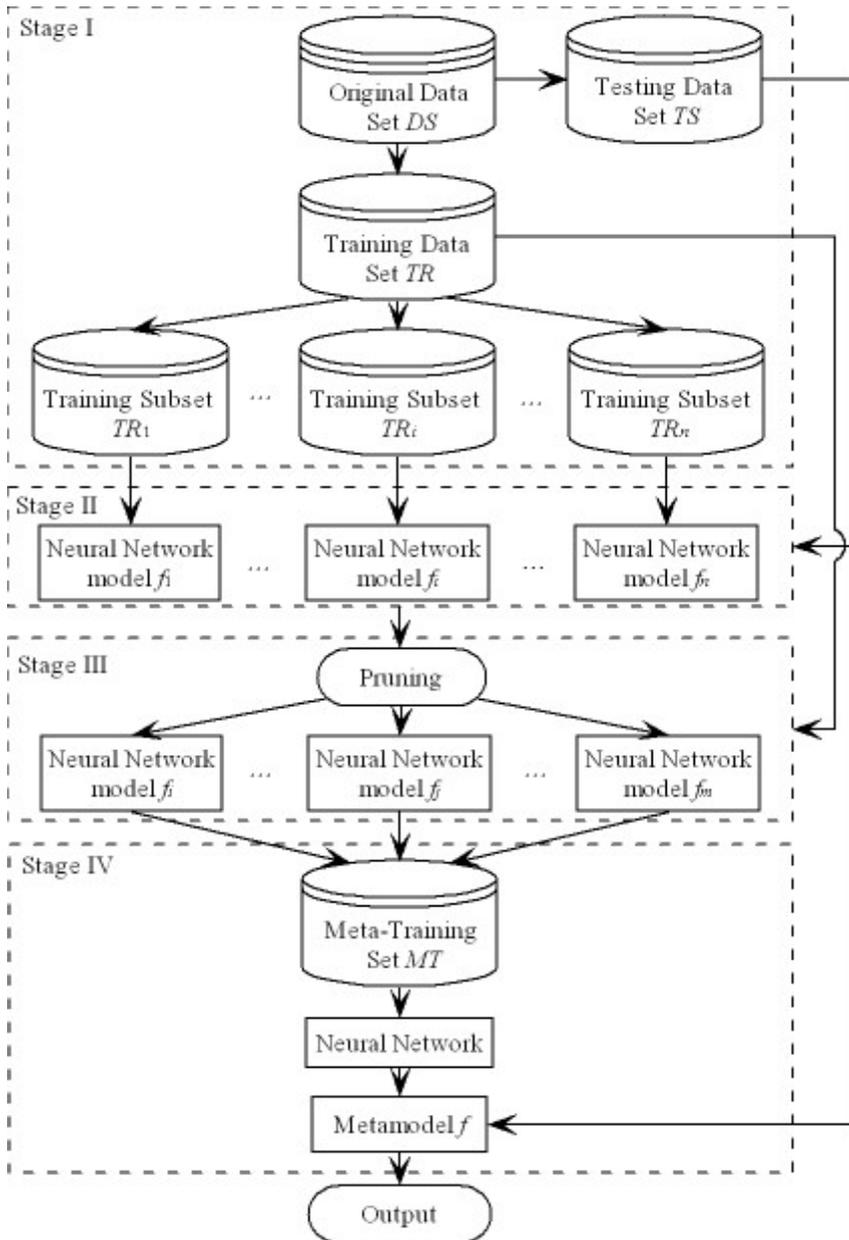 Stage I
Original Data
Set DS
Testing Data
Set TS
Training Data
Set TR
Training Subset
TR1
...
Training Subset
TRi
...
Training Subset
TRn
Stage II
Neural Network
model f1
...
Neural Network
model fi
...
Neural Network
model fn
Stage III
Pruning
Neural Network
model fi
...
Neural Network
model fj
...
Neural Network
model fm
Stage IV
Meta-Training
Set MT
Neural Network
Metamodel f
Output